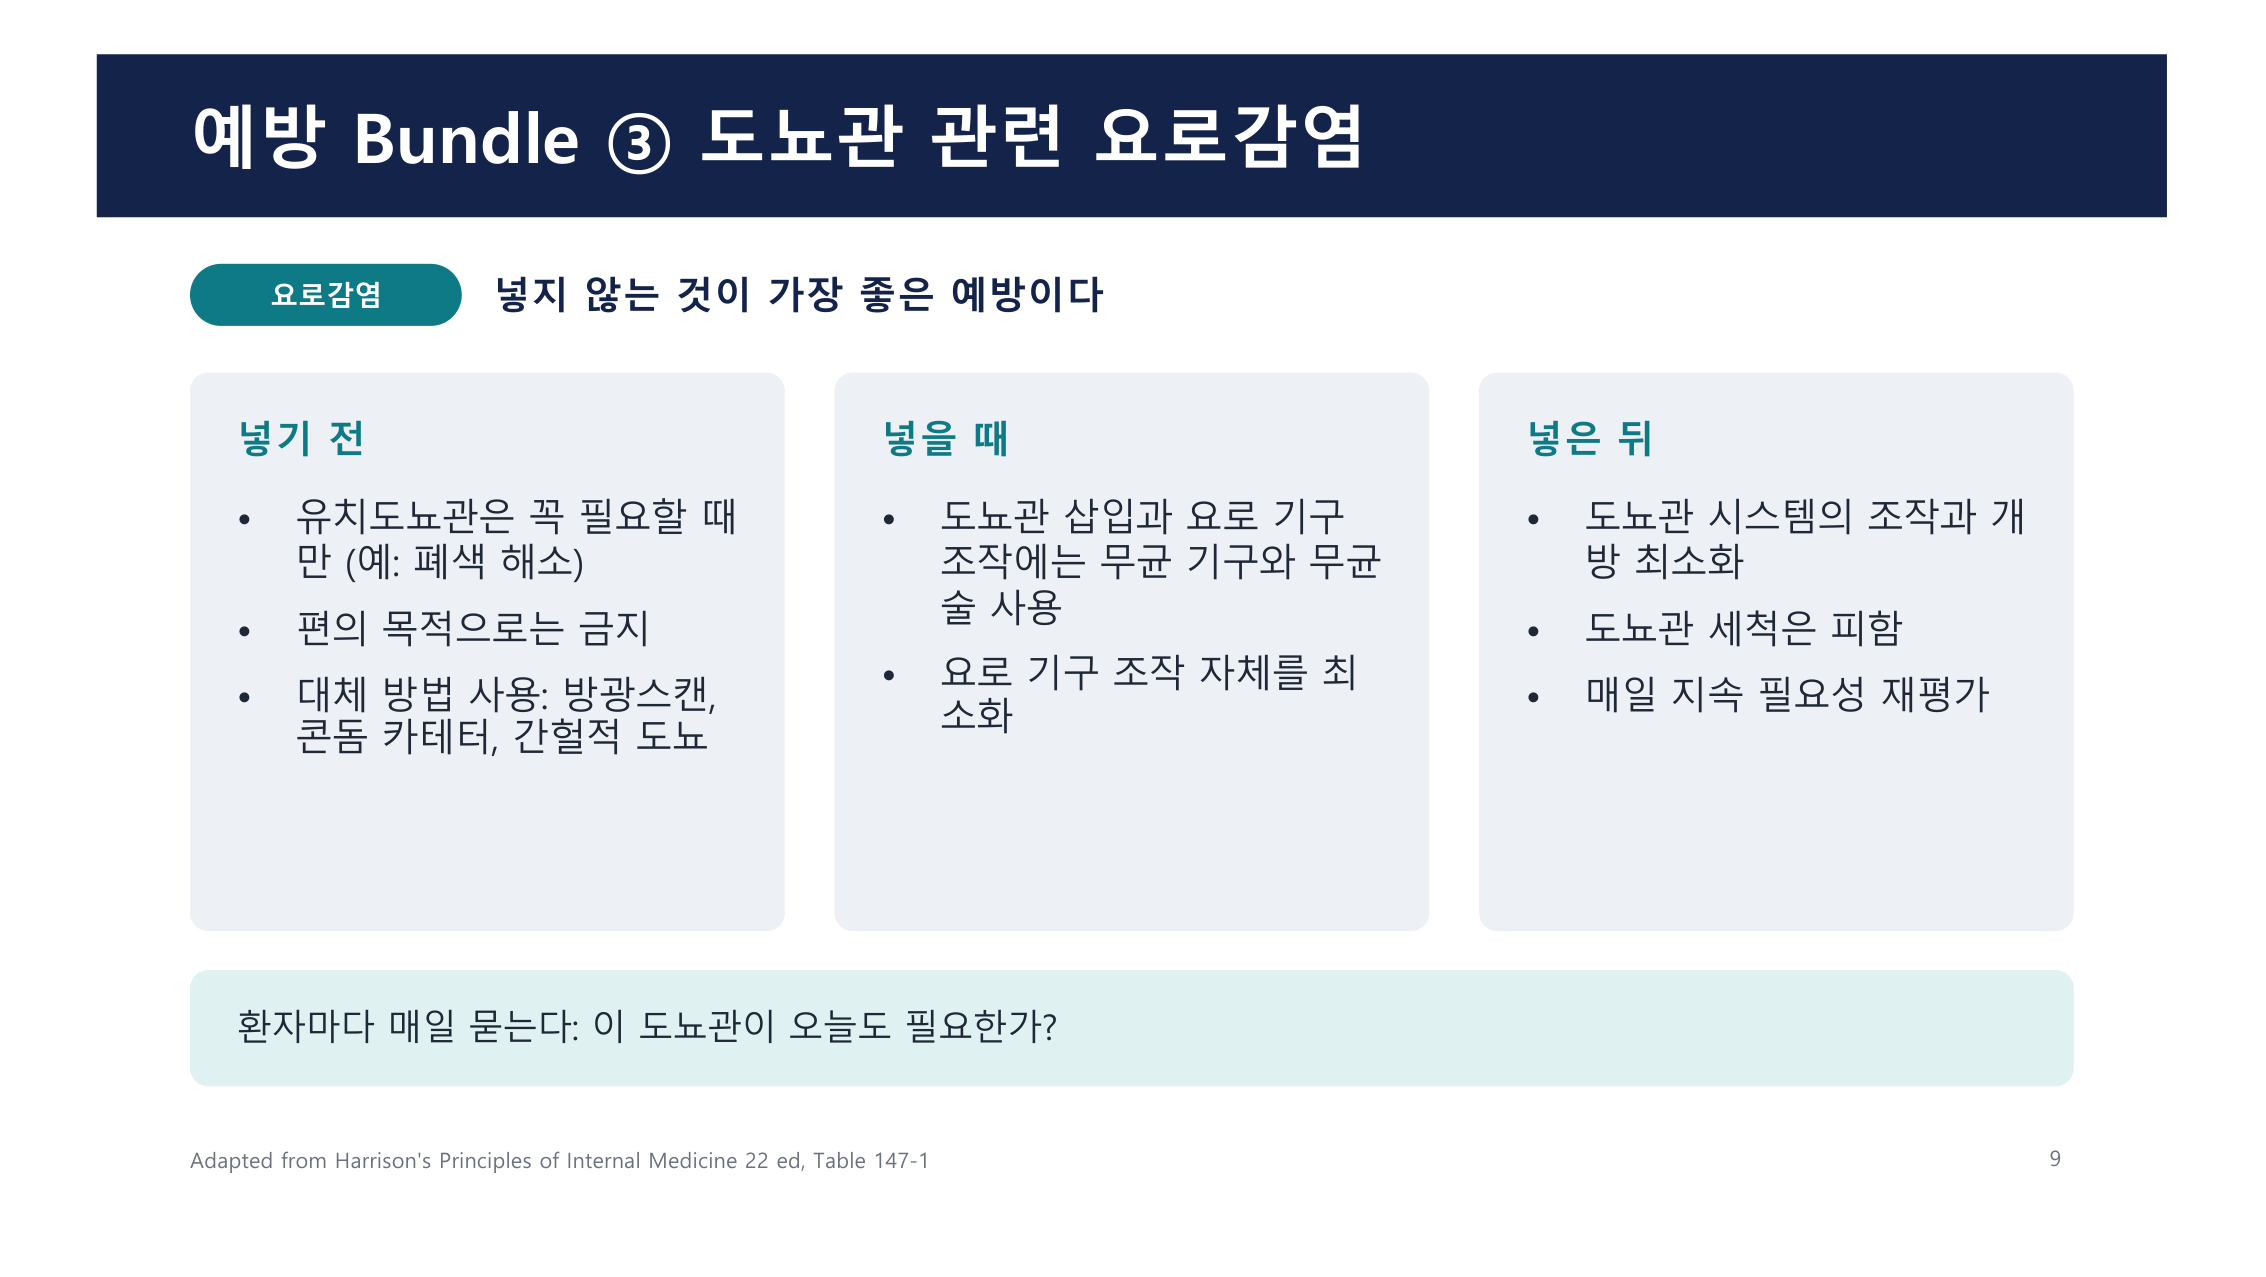 예방 Bundle ③ 도뇨관 관련 요로감염
요로감염
넣지 않는 것이 가장 좋은 예방이다
넣기 전
• 유치도뇨관은 꼭 필요할 때
만 (예: 폐색 해소)
• 편의 목적으로는 금지
• 대체 방법 사용: 방광스캔,
콘돔 카테터, 간헐적 도뇨
넣을 때
• 도뇨관 삽입과 요로 기구
조작에는 무균 기구와 무균
술 사용
• 요로 기구 조작 자체를 최
소화
넣은 뒤
• 도뇨관 시스템의 조작과 개
방 최소화
• 도뇨관 세척은 피함
• 매일 지속 필요성 재평가
환자마다 매일 묻는다: 이 도뇨관이 오늘도 필요한가?
Adapted from Harrison's Principles of Internal Medicine 22 ed, Table 147-1
9